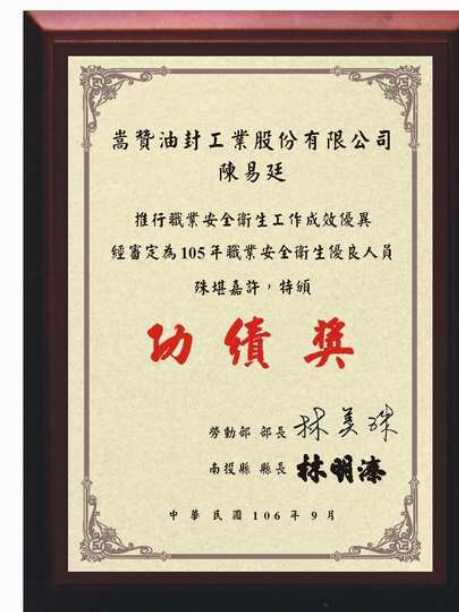 嵩贊油封工業股份有限公司
陳易廷
推行職業安全衛生工作成效優異
經審定為105年職業安全衛生優良人員
殊堪嘉許，特頒
功績獎
勞動部 部長 林美珠
南投縣 縣長 林明溱
中華民國106年9月